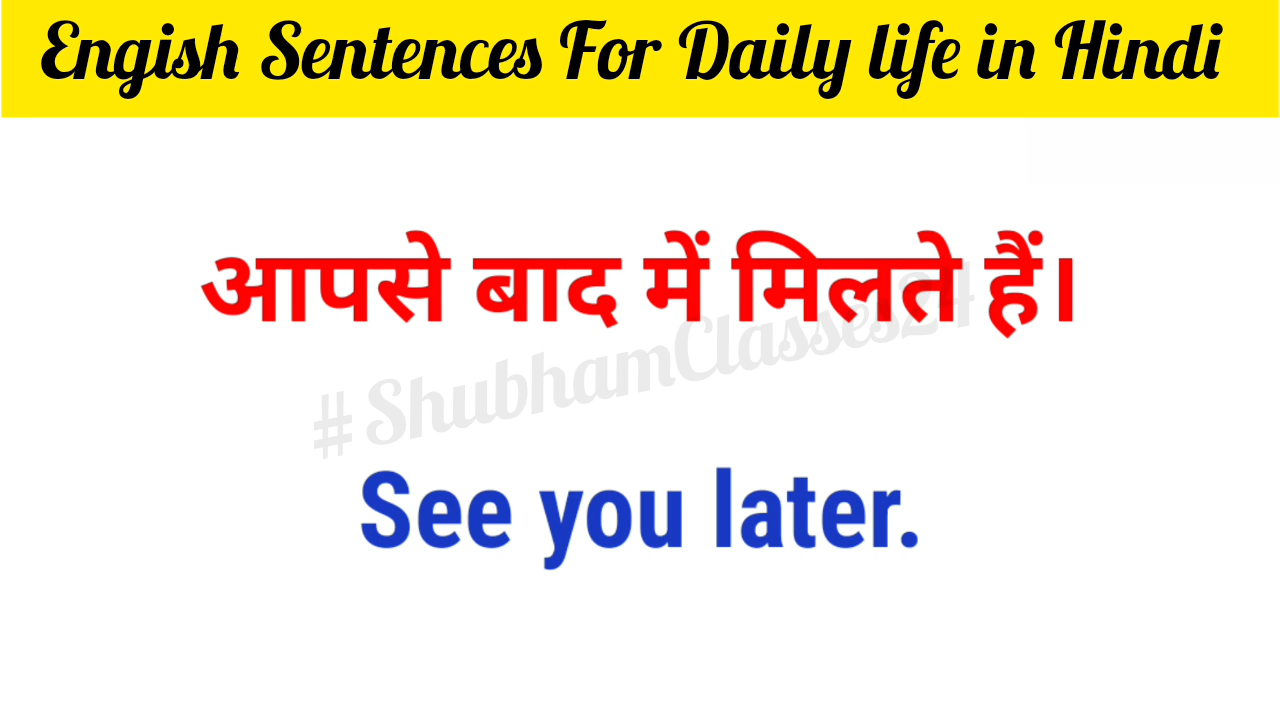 Engish Sentences For Daily life in Hindi
आपसे बाद में मिलते हैं।
#ShubhamClasses24
See you later.